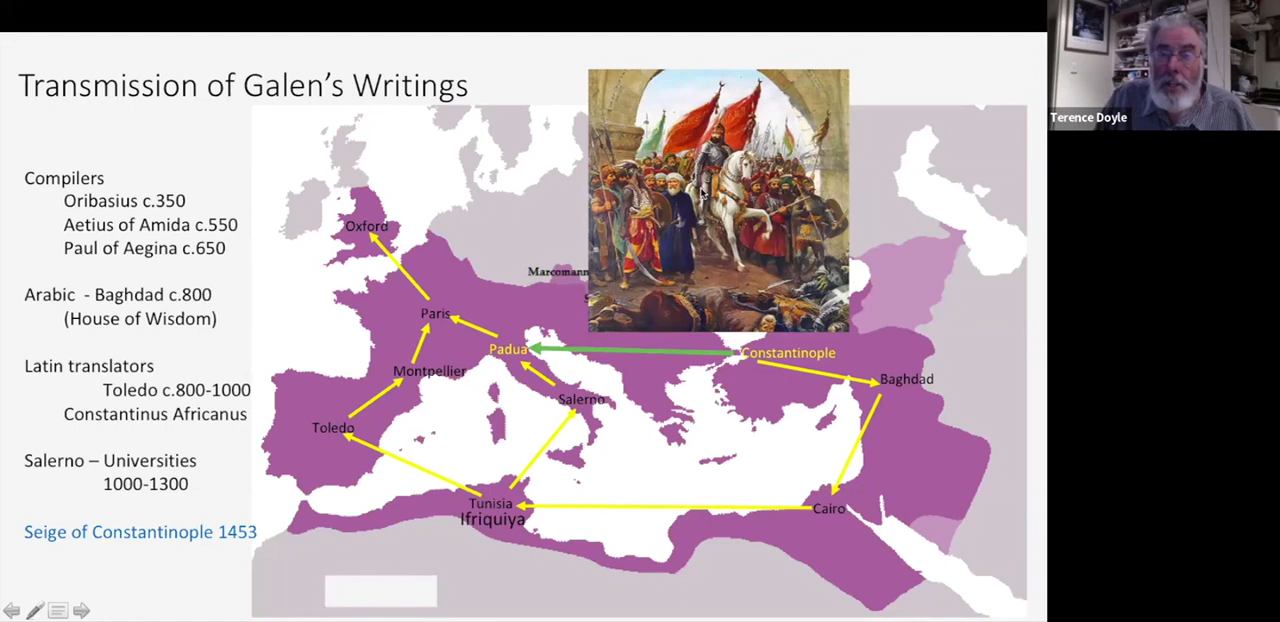 Transmission of Galen's Writings
Terence Doyle
Compilers
Oribasius c.350
Aetius of Amida c.550
Paul of Aegina c.650
Arabic - Baghdad c.800
(House of Wisdom)
Latin translators
Toledo c.800-1000
Constantinus Africanus
Salerno – Universities
1000-1300
Seige of Constantinople 1453
Oxford
Marcomann
S
Paris
Padua
Constantinople
Montpellier
Baghdad
Salerno
Toledo
Tunisia
Ifriquiya
Cairo